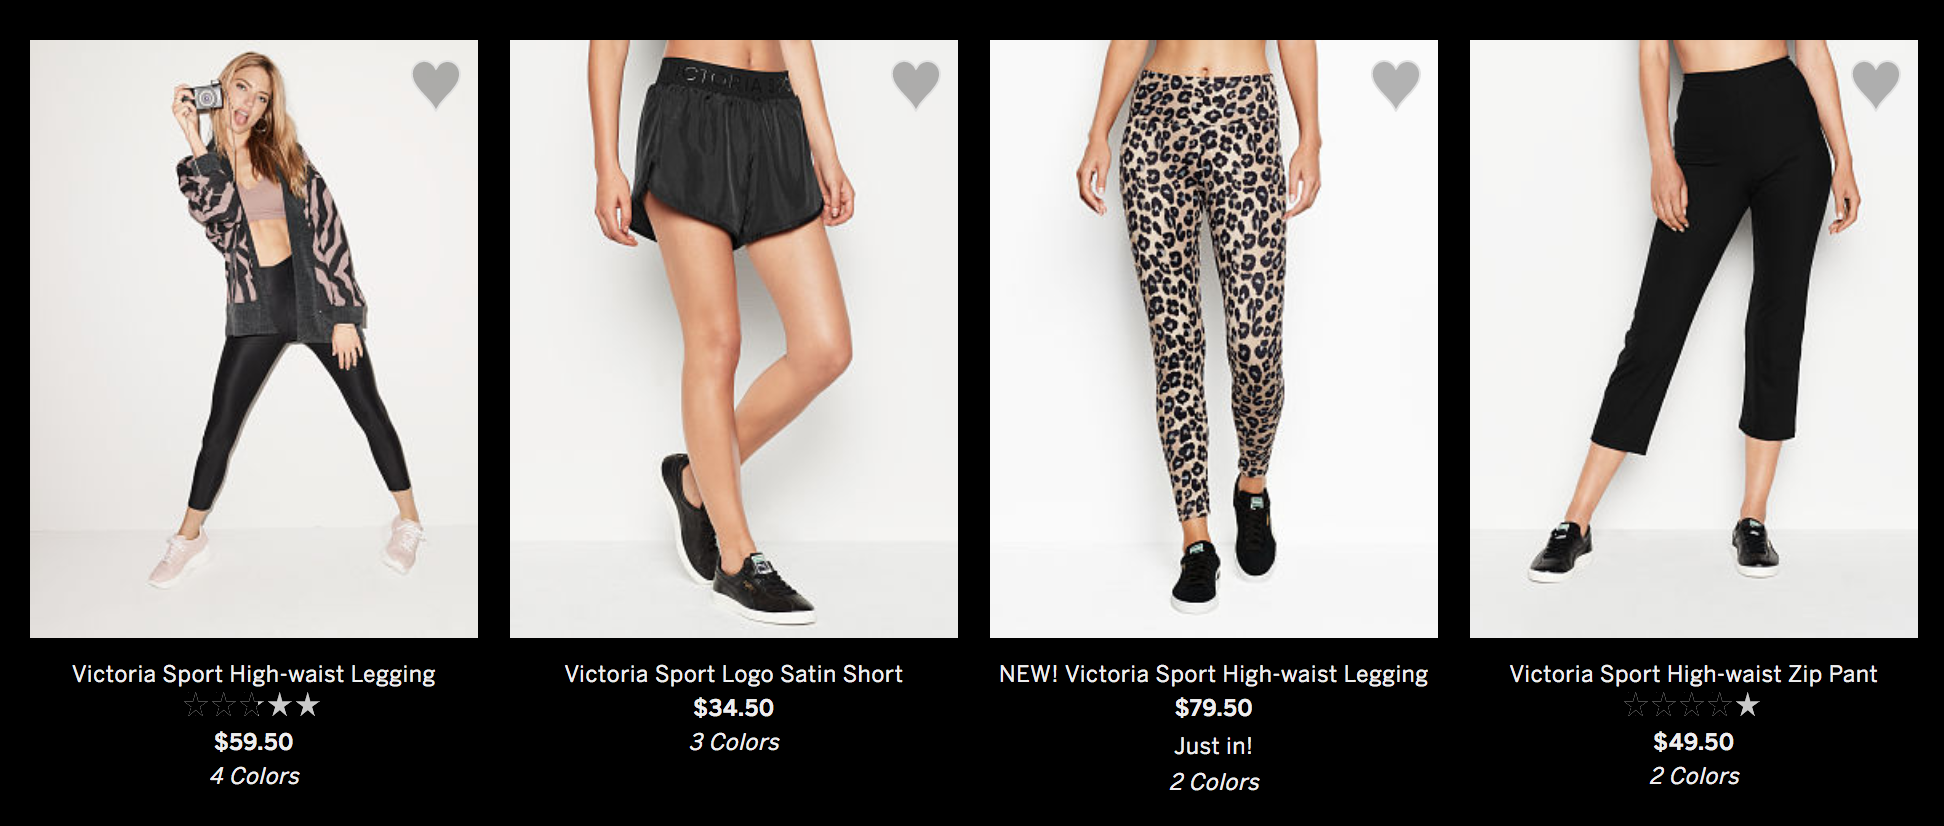 VICTORIA
Victoria Sport High-waist Legging
$59.50
4 Colors
Victoria Sport Logo Satin Short
$34.50
3 Colors
NEW! Victoria Sport High-waist Legging
$79.50
Just in!
2 Colors
Victoria Sport High-waist Zip Pant
$49.50
2 Colors